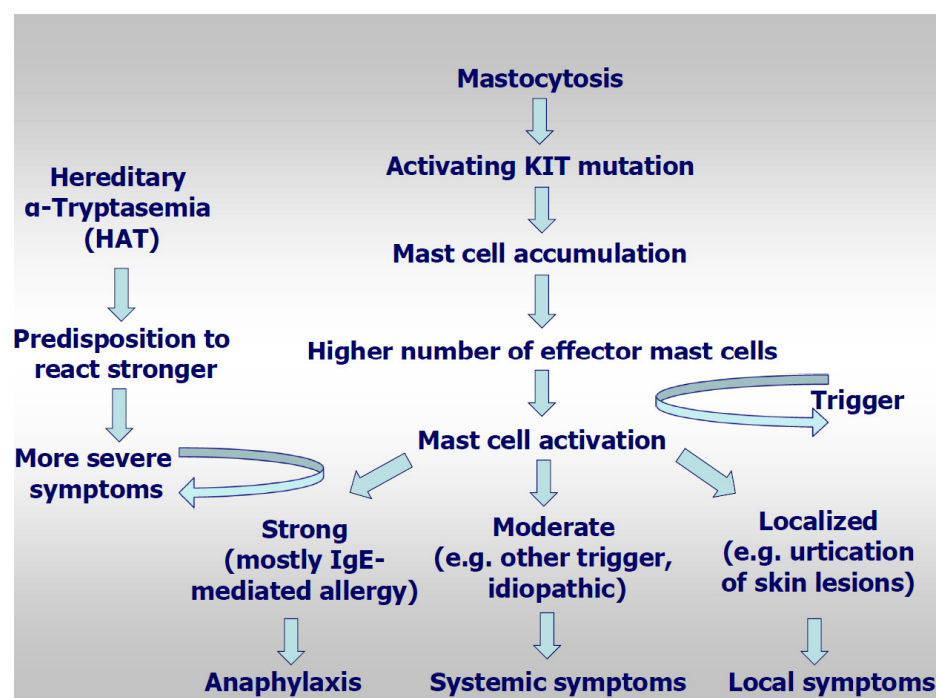 Mastocytosis
Activating KIT mutation
Mast cell accumulation
Higher number of effector mast cells
Trigger
Mast cell activation
Hereditary
α-Tryptasemia
(HAT)
Predisposition to
react stronger
More severe
symptoms
Strong
(mostly IgE-
mediated allergy)
Anaphylaxis
Moderate
(e.g. other trigger,
idiopathic)
Systemic symptoms
Localized
(e.g. urtication
of skin lesions)
Local symptoms